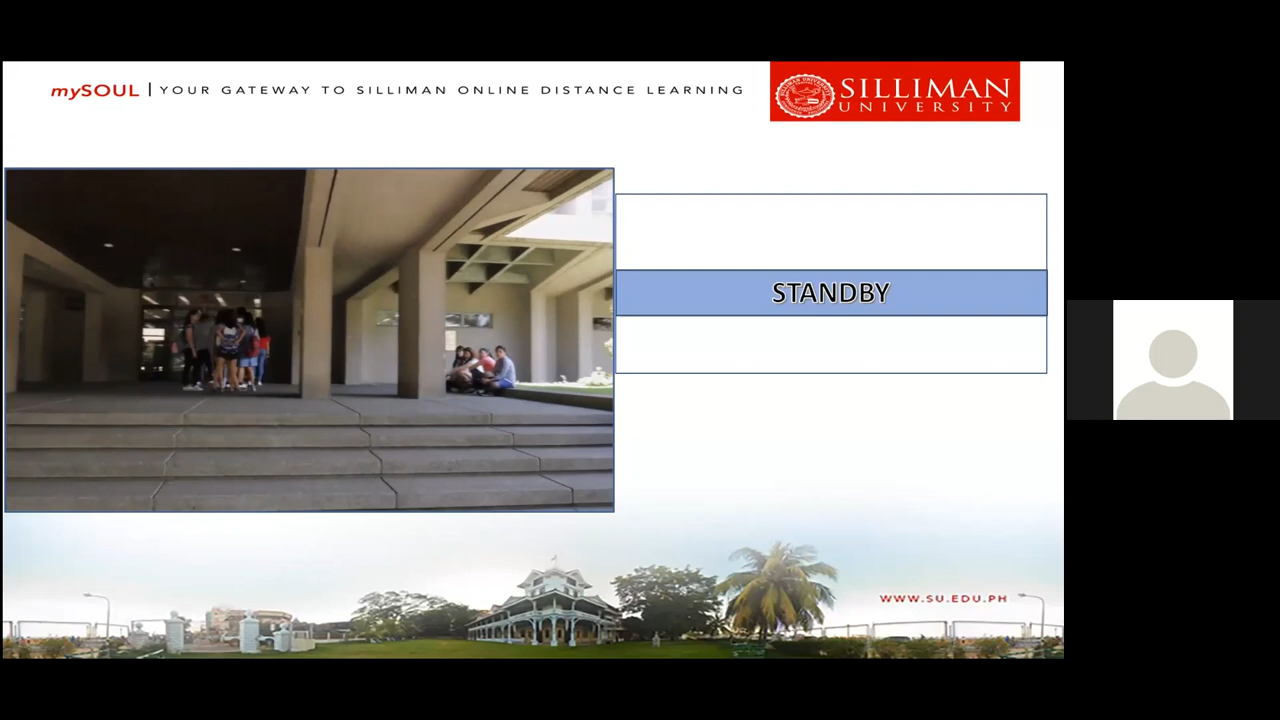 mySOUL | YOUR GATEWAY TO SILLIMAN ONLINE DISTANCE LEARNING
SILLIMAN
UNIVERSITY
STANDBY
WWW.SU.EDU.PH